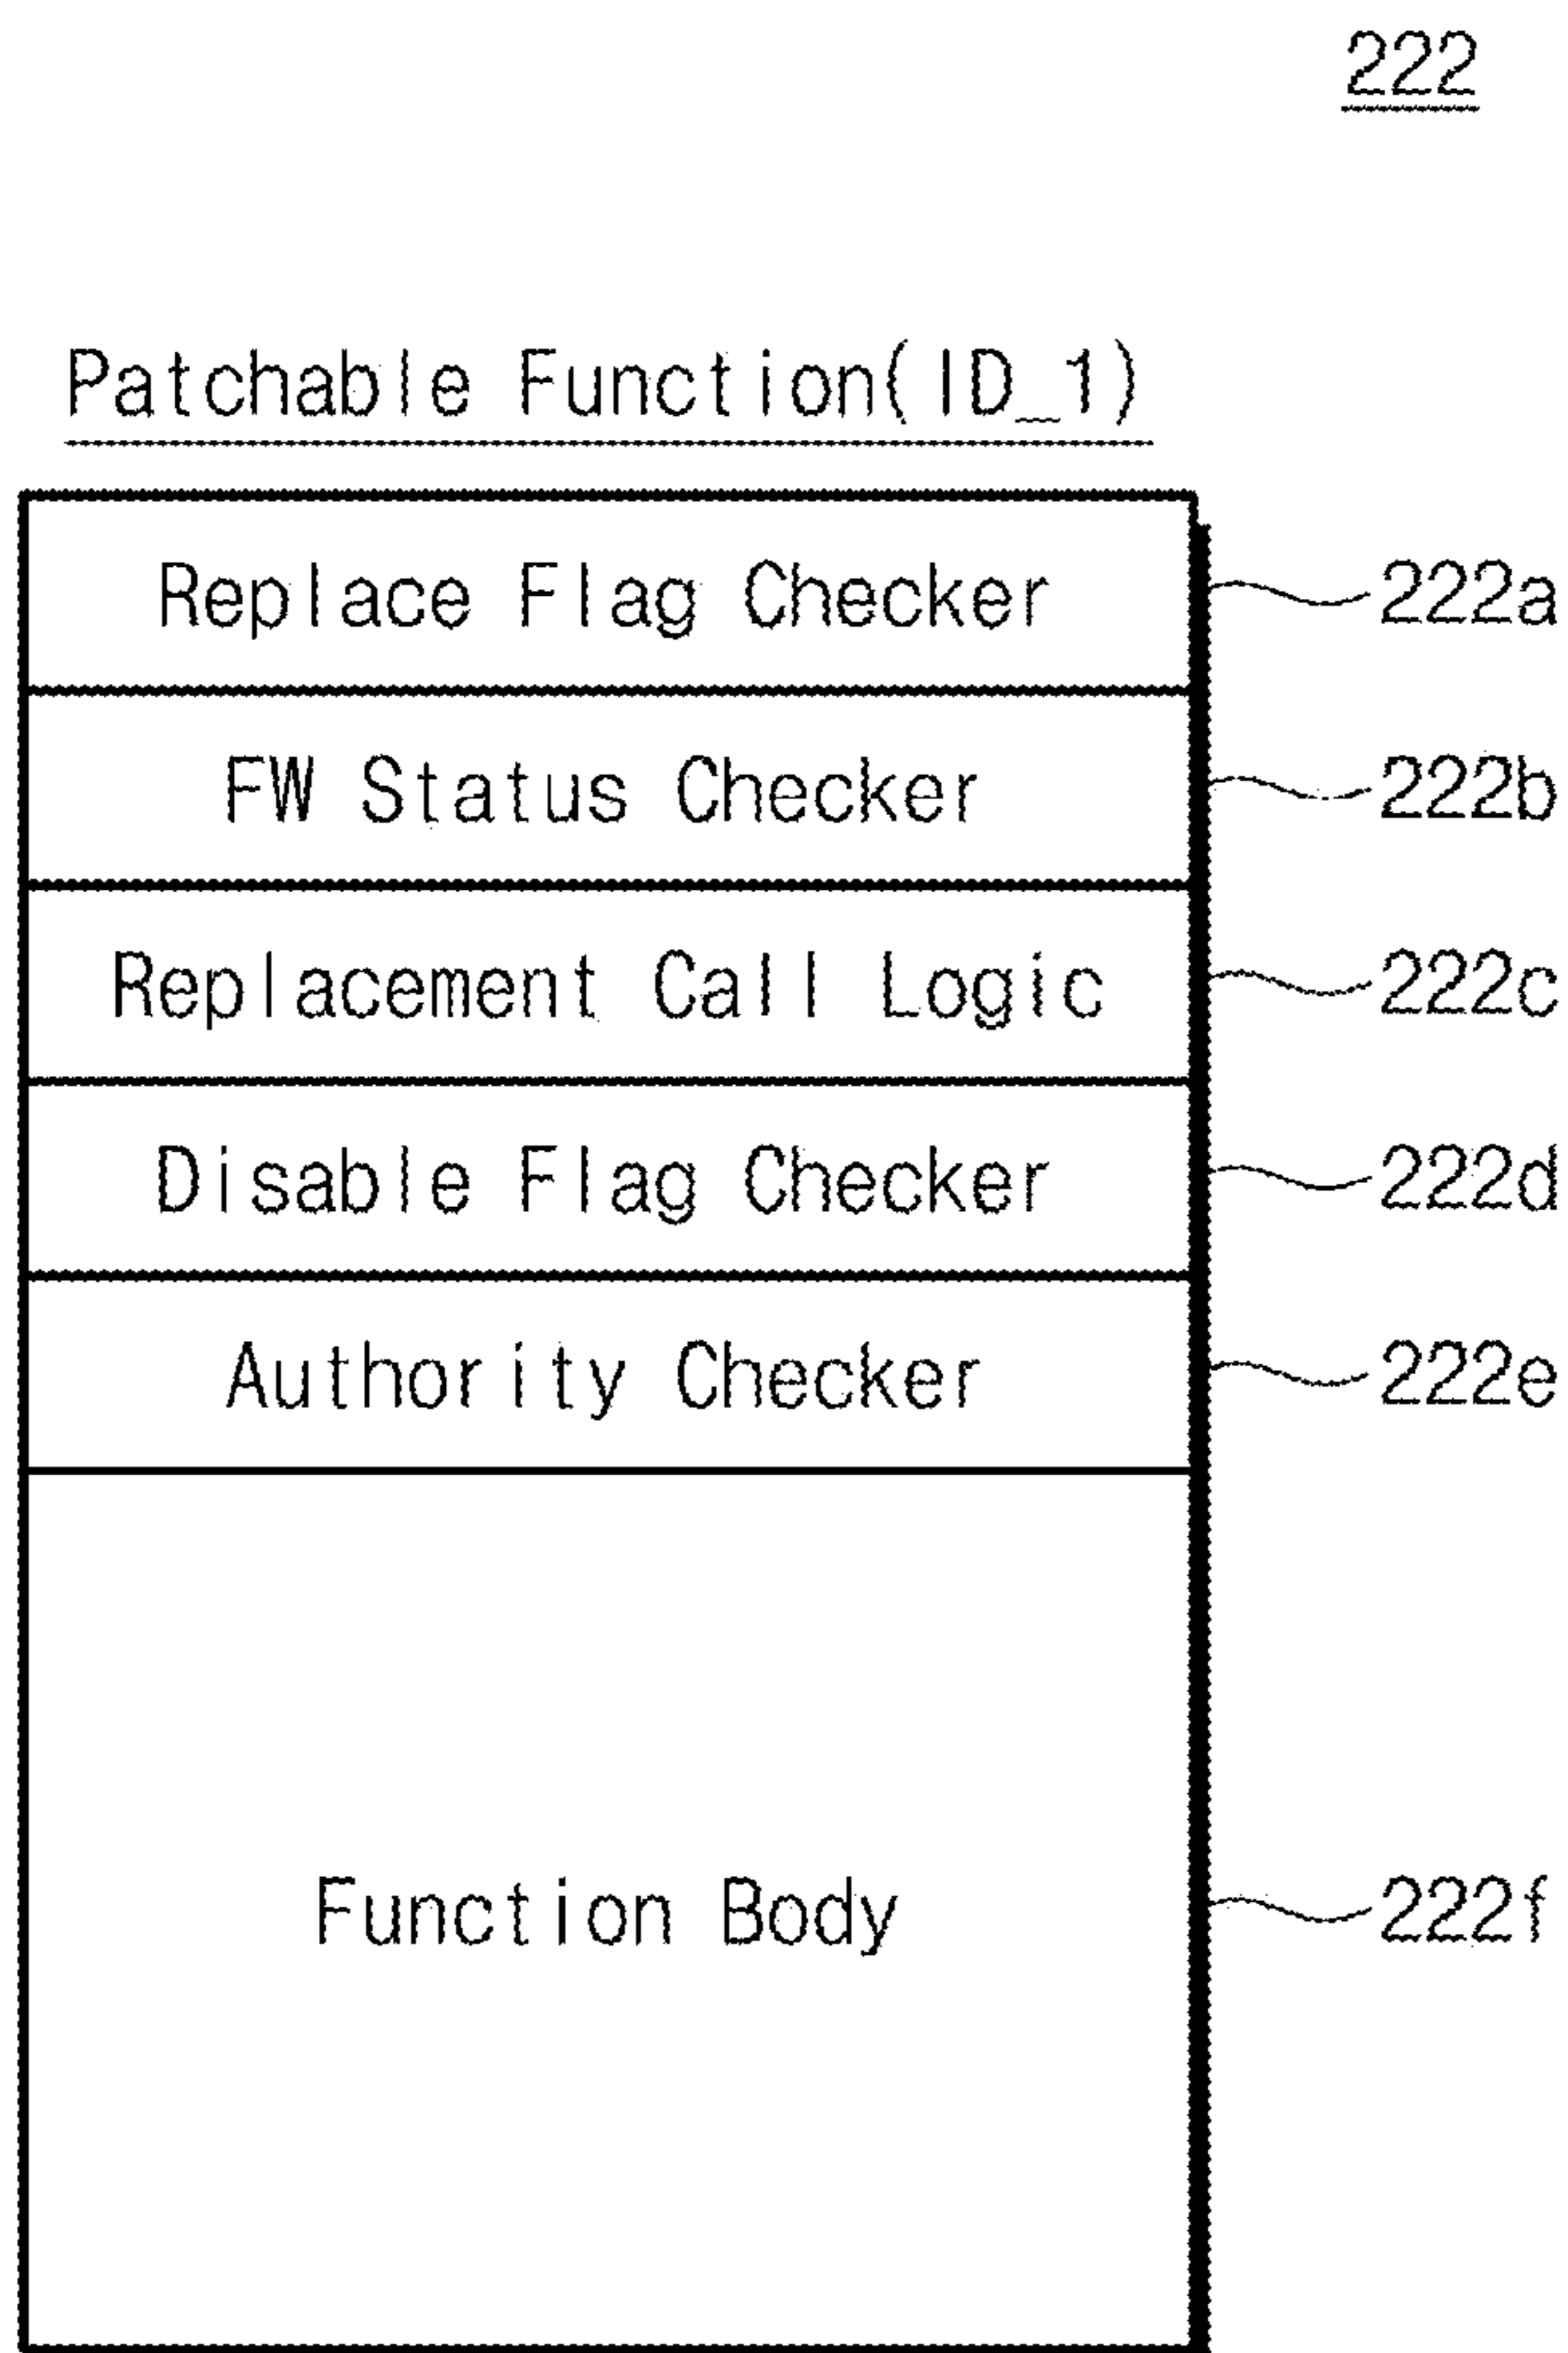 222
Patchable Function(ID_1)
Replace Flag Checker 222a
FW Status Checker 222b
Replacement Call Logic 222c
Disable Flag Checker 222d
Authority Checker 222e
Function Body 222f